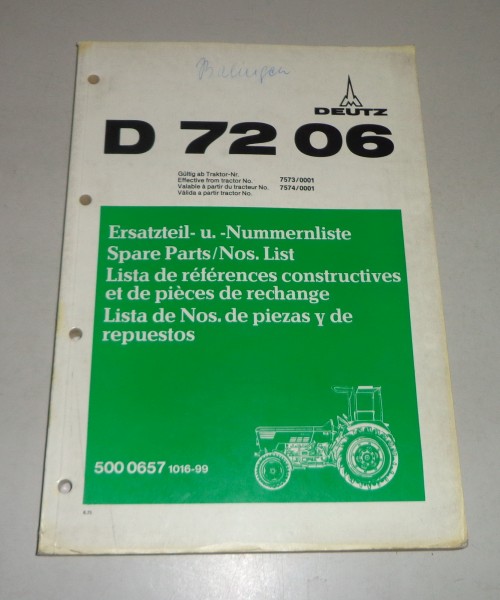 DEUTZ
D 72 06
Gültig ab Traktor-Nr.
Effective from tractor No. 7573/0001
Valable à partir du tracteur No. 7574/0001
Válida a partir tractor No.
Ersatzteil- u. -Nummernliste
Spare Parts/Nos. List
Lista de références constructives
et de pièces de rechange
Lista de Nos. de piezas y de
repuestos
500 0657 1016-99